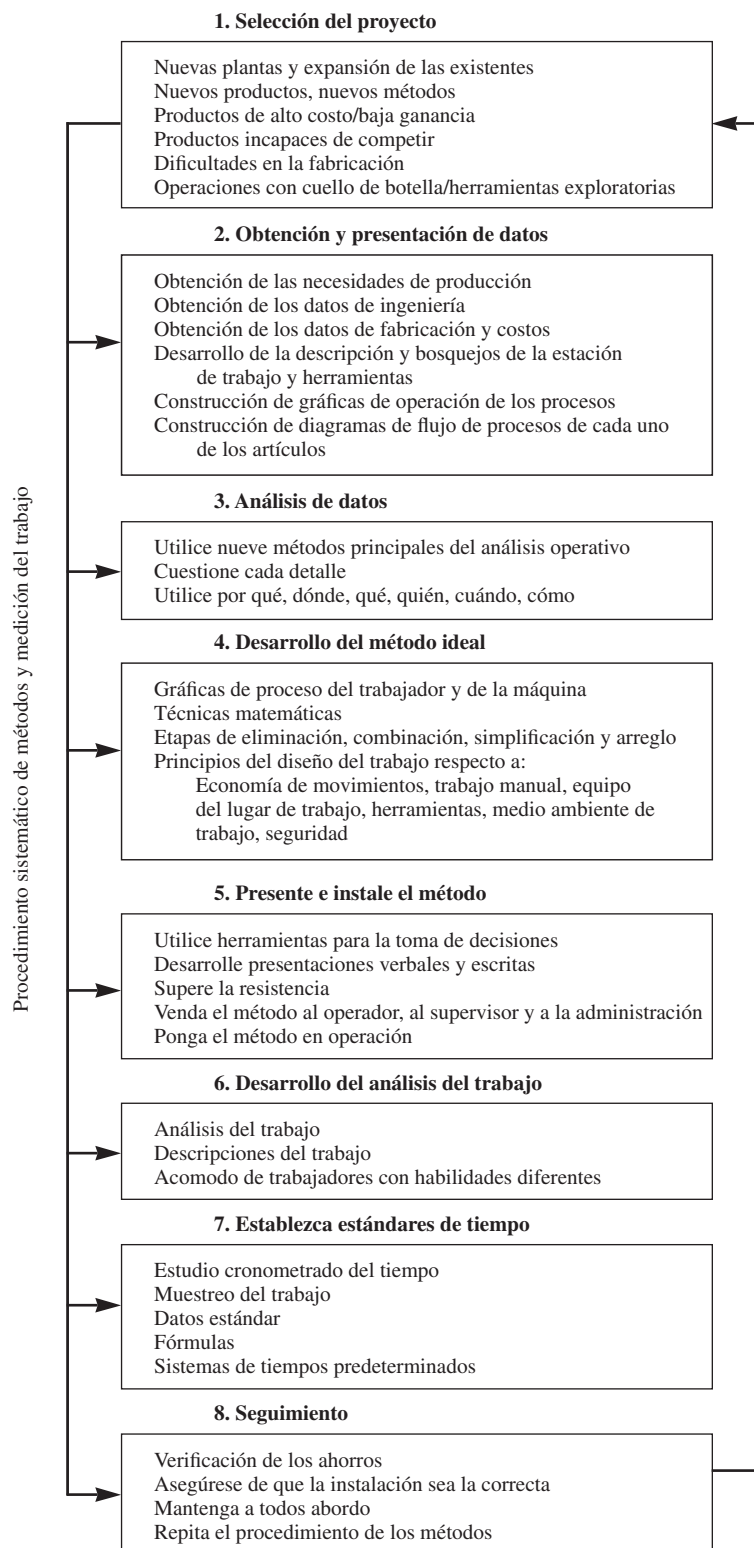 1. Selección del proyecto
Nuevas plantas y expansión de las existentes
Nuevos productos, nuevos métodos
Productos de alto costo/baja ganancia
Productos incapaces de competir
Dificultades en la fabricación
Operaciones con cuello de botella/herramientas exploratorias
2. Obtención y presentación de datos
Obtención de las necesidades de producción
Obtención de los datos de ingeniería
Obtención de los datos de fabricación y costos
Desarrollo de la descripción y bosquejos de la estación
de trabajo y herramientas
Construcción de gráficas de operación de los procesos
Construcción de diagramas de flujo de procesos de cada uno
de los artículos
3. Análisis de datos
Utilice nueve métodos principales del análisis operativo
Cuestione cada detalle
Utilice por qué, dónde, qué, quién, cuándo, cómo
4. Desarrollo del método ideal
Gráficas de proceso del trabajador y de la máquina
Técnicas matemáticas
Etapas de eliminación, combinación, simplificación y arreglo
Principios del diseño del trabajo respecto a:
Economía de movimientos, trabajo manual, equipo
del lugar de trabajo, herramientas, medio ambiente de
trabajo, seguridad
5. Presente e instale el método
Utilice herramientas para la toma de decisiones
Desarrolle presentaciones verbales y escritas
Supere la resistencia
Venda el método al operador, al supervisor y a la administración
Ponga el método en operación
6. Desarrollo del análisis del trabajo
Análisis del trabajo
Descripciones del trabajo
Acomodo de trabajadores con habilidades diferentes
7. Establezca estándares de tiempo
Estudio cronometrado del tiempo
Muestreo del trabajo
Datos estándar
Fórmulas
Sistemas de tiempos predeterminados
8. Seguimiento
Verificación de los ahorros
Asegúrese de que la instalación sea la correcta
Mantenga a todos abordo
Repita el procedimiento de los métodos
Procedimiento sistemático de métodos y medición del trabajo